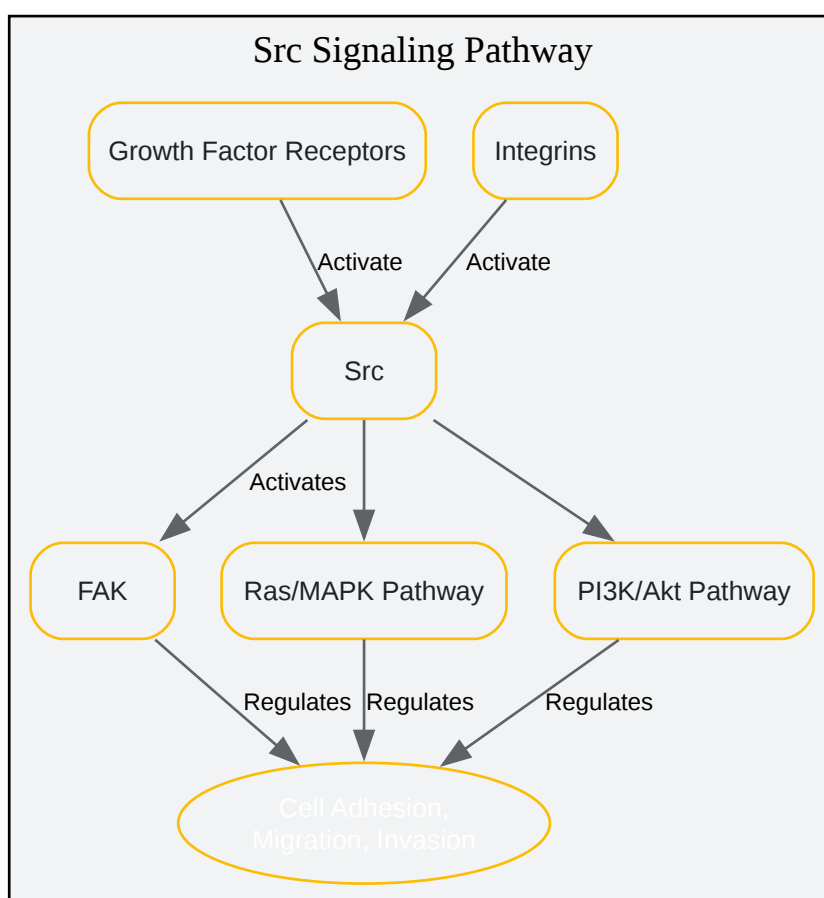 Src Signaling Pathway
Growth Factor Receptors
Integrins
Activate
Activate
Src
Activates
FAK
Ras/MAPK Pathway
PI3K/Akt Pathway
Regulates
Regulates
Regulates
Cell Adhesion,
Migration, Invasion